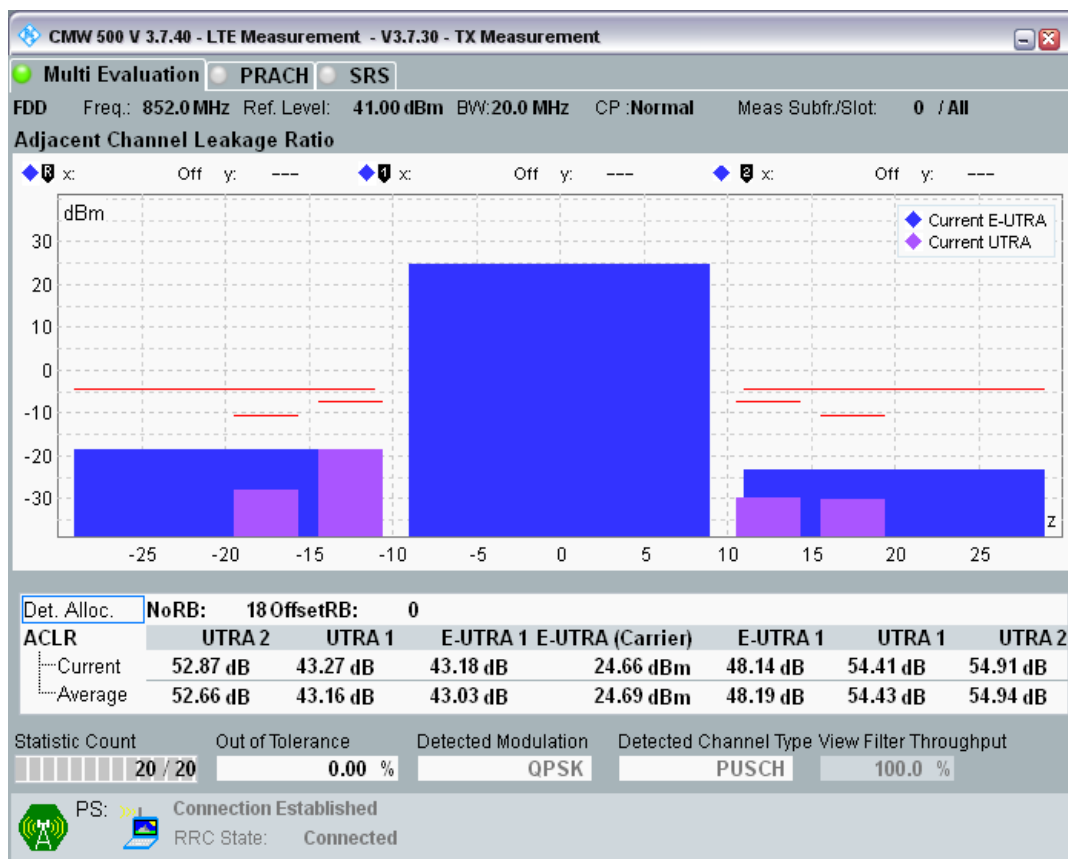 CMW 500 V 3.7.40 - LTE Measurement - V3.7.30 - TX Measurement
Multi Evaluation PRACH SRS
FDD Freq.: 852.0 MHz Ref. Level: 41.00 dBm BW:20.0 MHz CP :Normal Meas Subfr./Slot: 0 / All
Adjacent Channel Leakage Ratio
R x: Off y: --- 1 x: Off y: --- 2 x: Off y: ---
dBm
Current E-UTRA
Current UTRA
30
20
10
0
-10
-20
-30
z
-25 -20 -15 -10 -5 0 5 10 15 20 25
Det. Alloc. NoRB: 18 OffsetRB: 0
ACLR UTRA 2 UTRA 1 E-UTRA 1 E-UTRA (Carrier) E-UTRA 1 UTRA 1 UTRA 2
Current 52.87 dB 43.27 dB 43.18 dB 24.66 dBm 48.14 dB 54.41 dB 54.91 dB
Average 52.66 dB 43.16 dB 43.03 dB 24.69 dBm 48.19 dB 54.43 dB 54.94 dB
Statistic Count Out of Tolerance Detected Modulation Detected Channel Type View Filter Throughput
20 / 20 0.00 % QPSK PUSCH 100.0 %
PS: Connection Established
RRC State: Connected